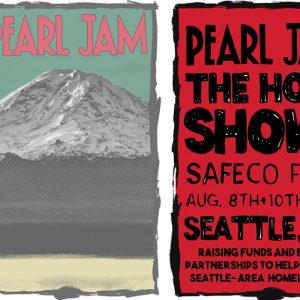 PEARL JAM
PEARL JA
THE HO
SHOW
SAFECO F
AUG. 8TH+10TH
SEATTLE,
RAISING FUNDS AND
PARTNERSHIPS TO HELP
SEATTLE-AREA HOMEL